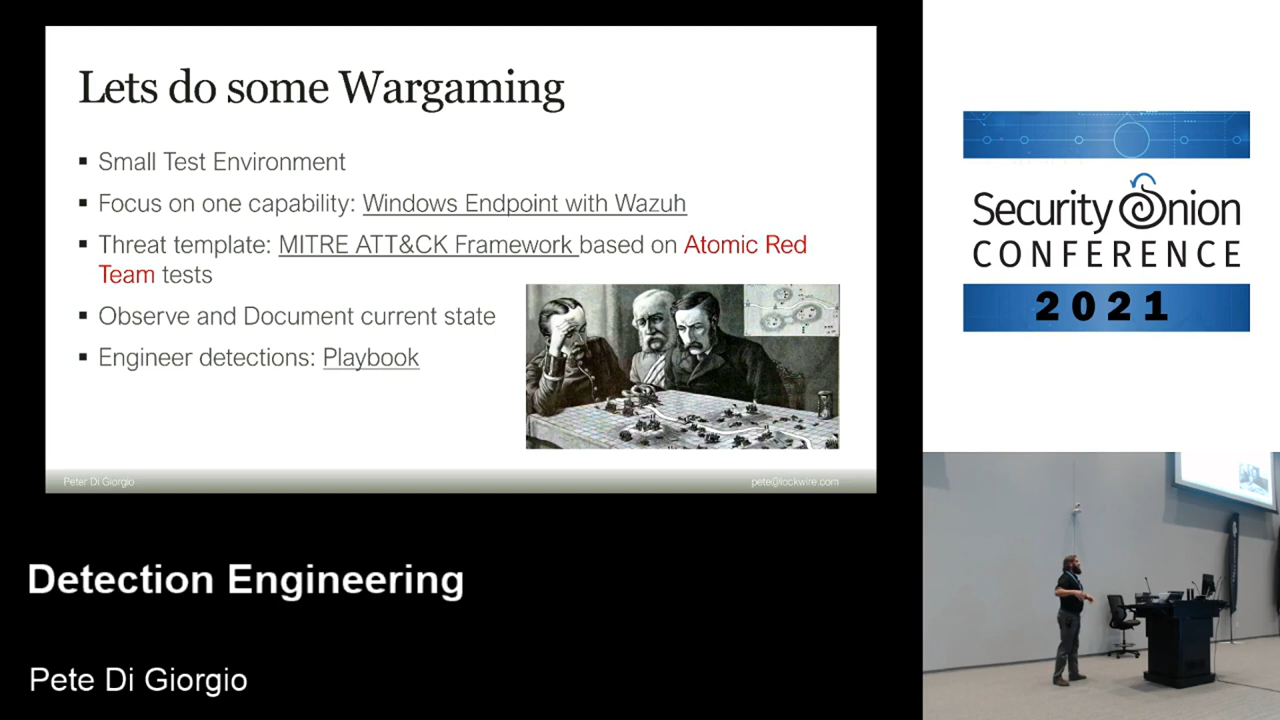 Lets do some Wargaming
▪ Small Test Environment
▪ Focus on one capability: Windows Endpoint with Wazuh
▪ Threat template: MITRE ATT&CK Framework based on Atomic Red
Team tests
▪ Observe and Document current state
▪ Engineer detections: Playbook
Peter Di Giorgio
pete@lockwire.com
Security Onion
CONFERENCE
2021
Detection Engineering
Pete Di Giorgio